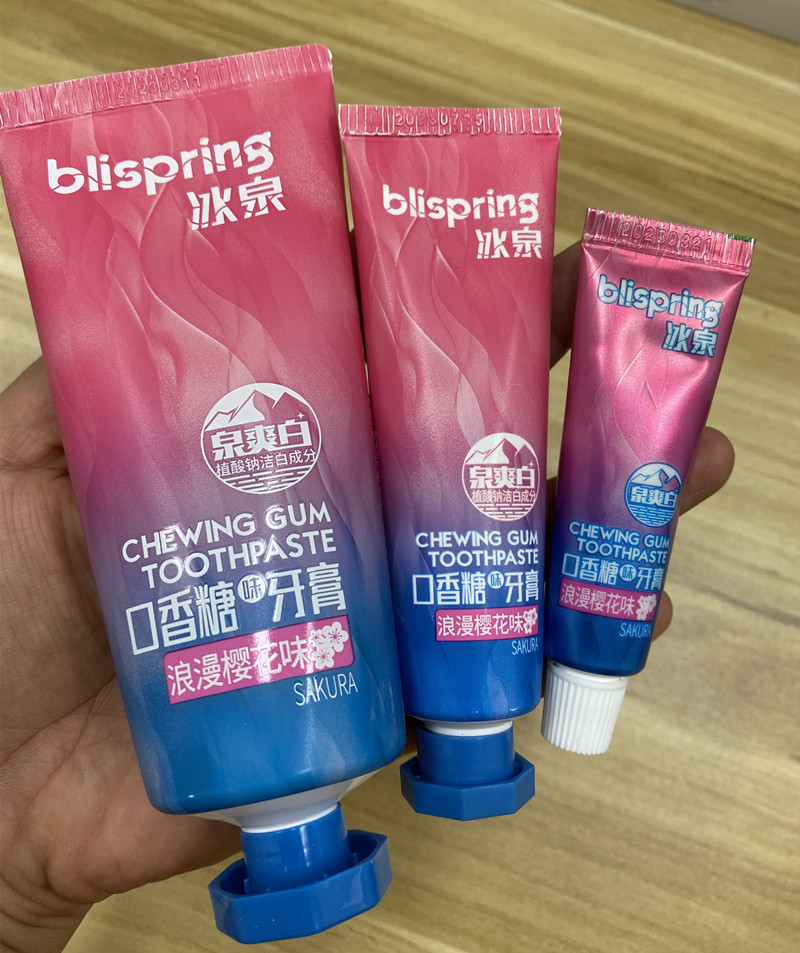 blispring
冰泉
泉爽白
植酸钠洁白成分
CHEWING GUM
TOOTHPASTE
口香糖味牙膏
浪漫樱花味
SAKURA
20230715
blispring
冰泉
泉爽白
植酸钠洁白成分
CHEWING GUM
TOOTHPASTE
口香糖味牙膏
浪漫樱花味
SAKURA
blispring
冰泉
泉爽白
CHEWING GUM
TOOTHPASTE
口香糖味牙膏
浪漫樱花味
SAKURA